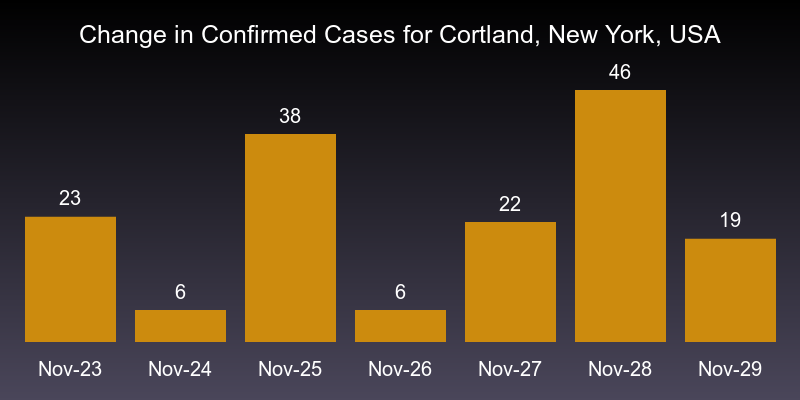 Change in Confirmed Cases for Cortland, New York, USA
23 6 38 6 22 46 19
Nov-23 Nov-24 Nov-25 Nov-26 Nov-27 Nov-28 Nov-29